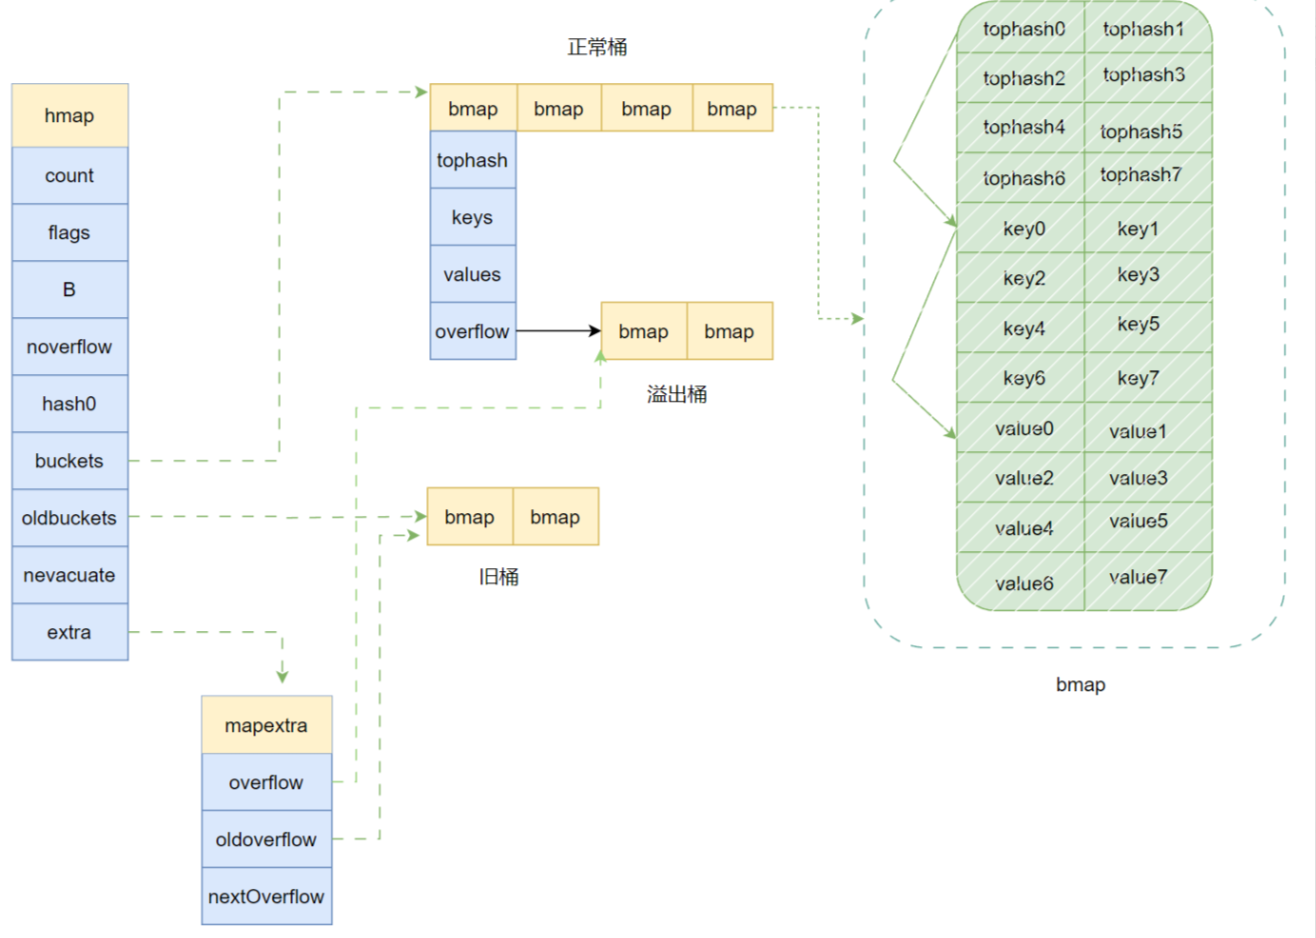 hmap
count
flags
B
noverflow
hash0
buckets
oldbuckets
nevacuate
extra
mapextra
overflow
oldoverflow
nextOverflow
正常桶
bmap bmap bmap bmap
tophash
keys
values
overflow
bmap bmap
溢出桶
bmap bmap
旧桶
tophash0 tophash1
tophash2 tophash3
tophash4 tophash5
tophash6 tophash7
key0 key1
key2 key3
key4 key5
key6 key7
value0 value1
value2 value3
value4 value5
value6 value7
bmap